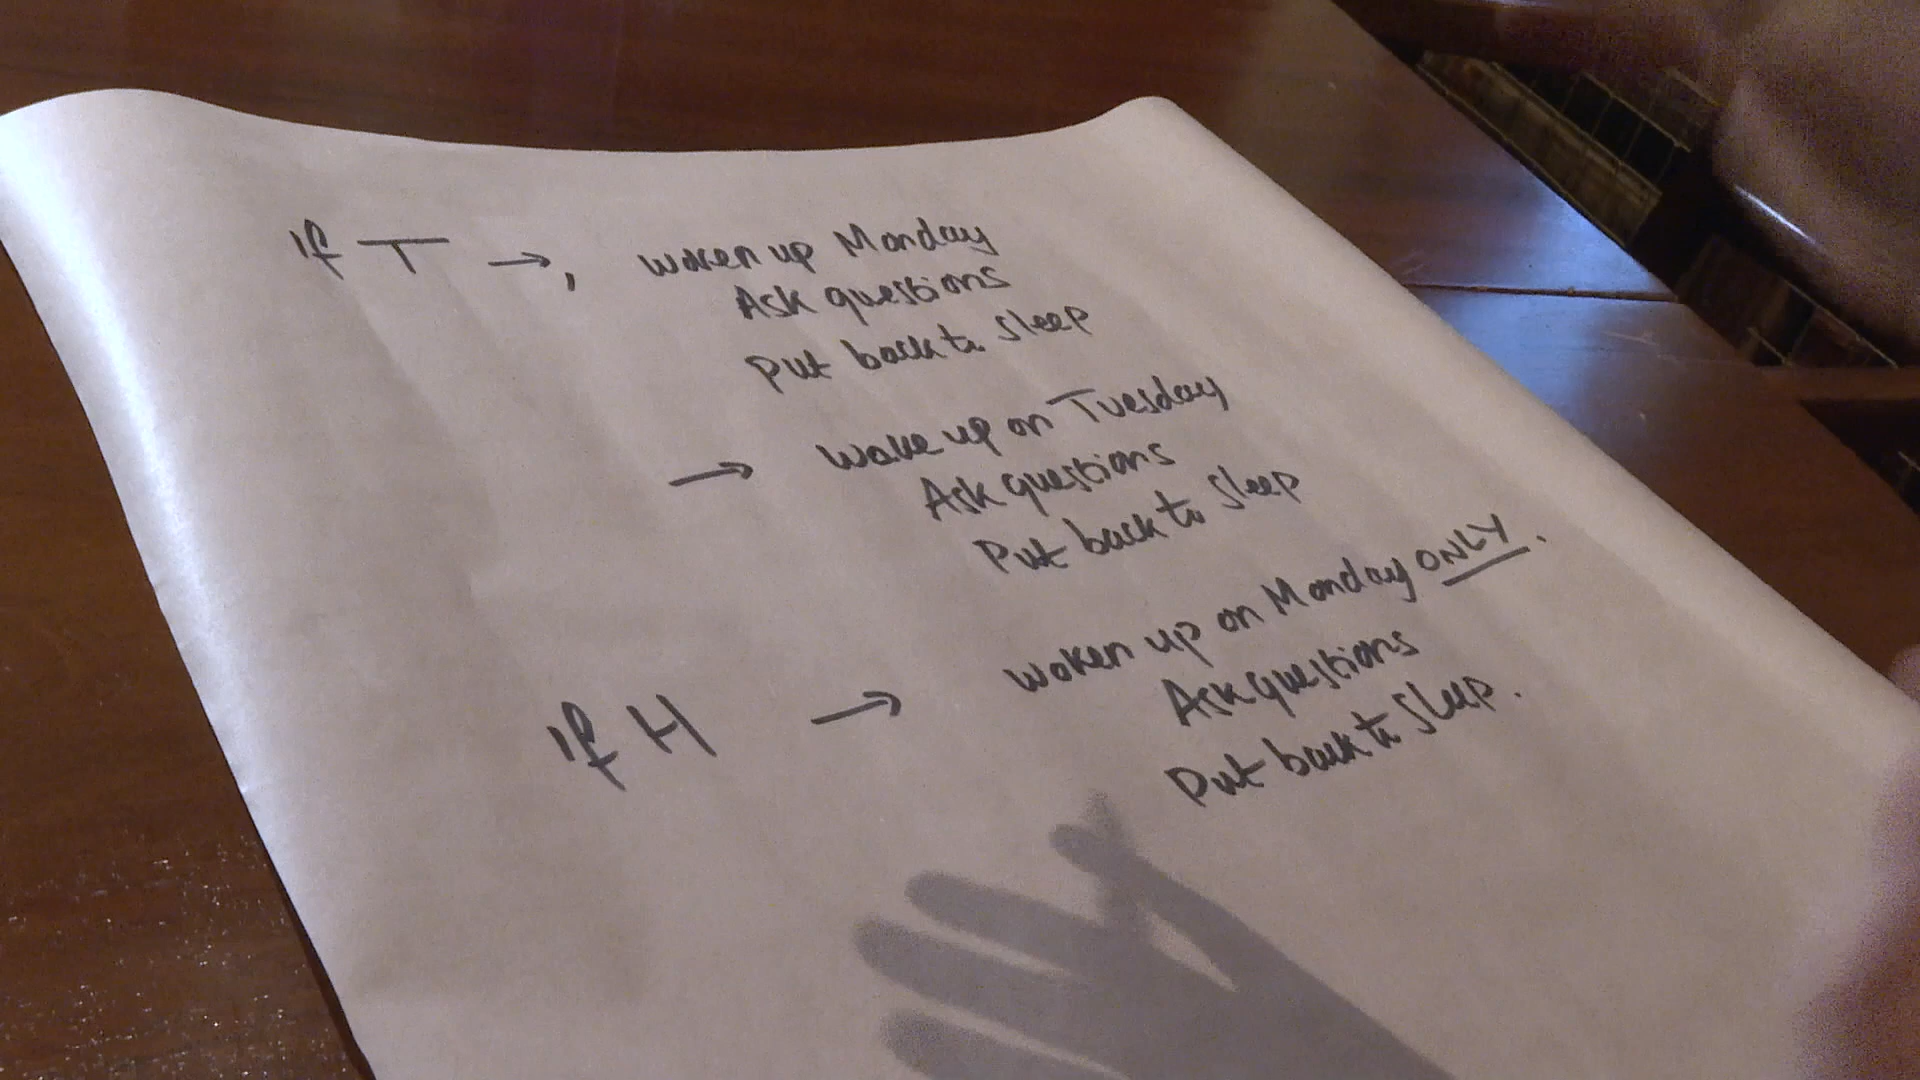 If T →, woken up Monday
Ask questions
put back to sleep
→ wake up on Tuesday
Ask questions
Put back to sleep
If H → woken up on Monday ONLY.
Ask questions
Put back to sleep.